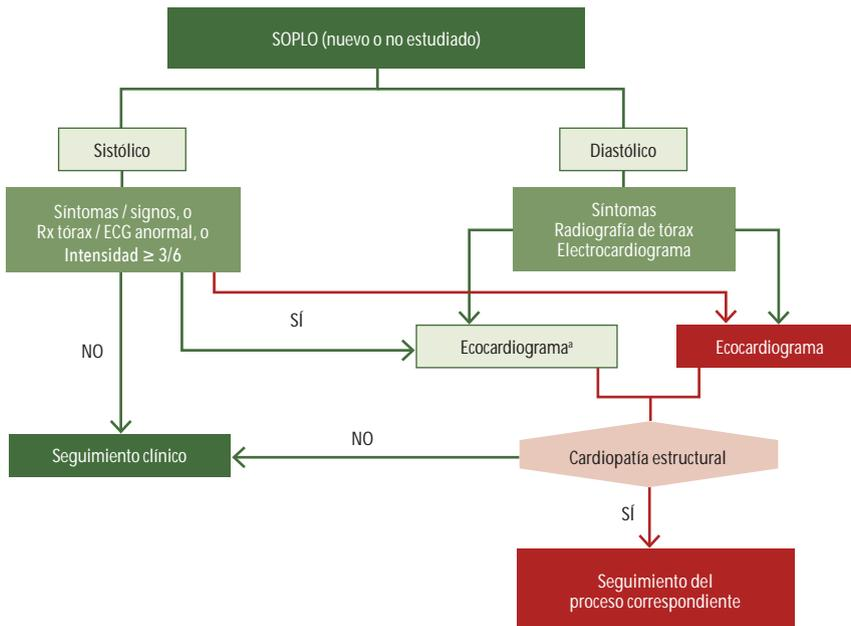 SOPLO (nuevo o no estudiado)
Sistólico
Diastólico
Síntomas / signos, o
Rx tórax / ECG anormal, o
Intensidad ≥ 3/6
Síntomas
Radiografía de tórax
Electrocardiograma
SÍ
NO
Ecocardiogramaᵃ
Ecocardiograma
NO
Seguimiento clínico
Cardiopatía estructural
SÍ
Seguimiento del
proceso correspondiente